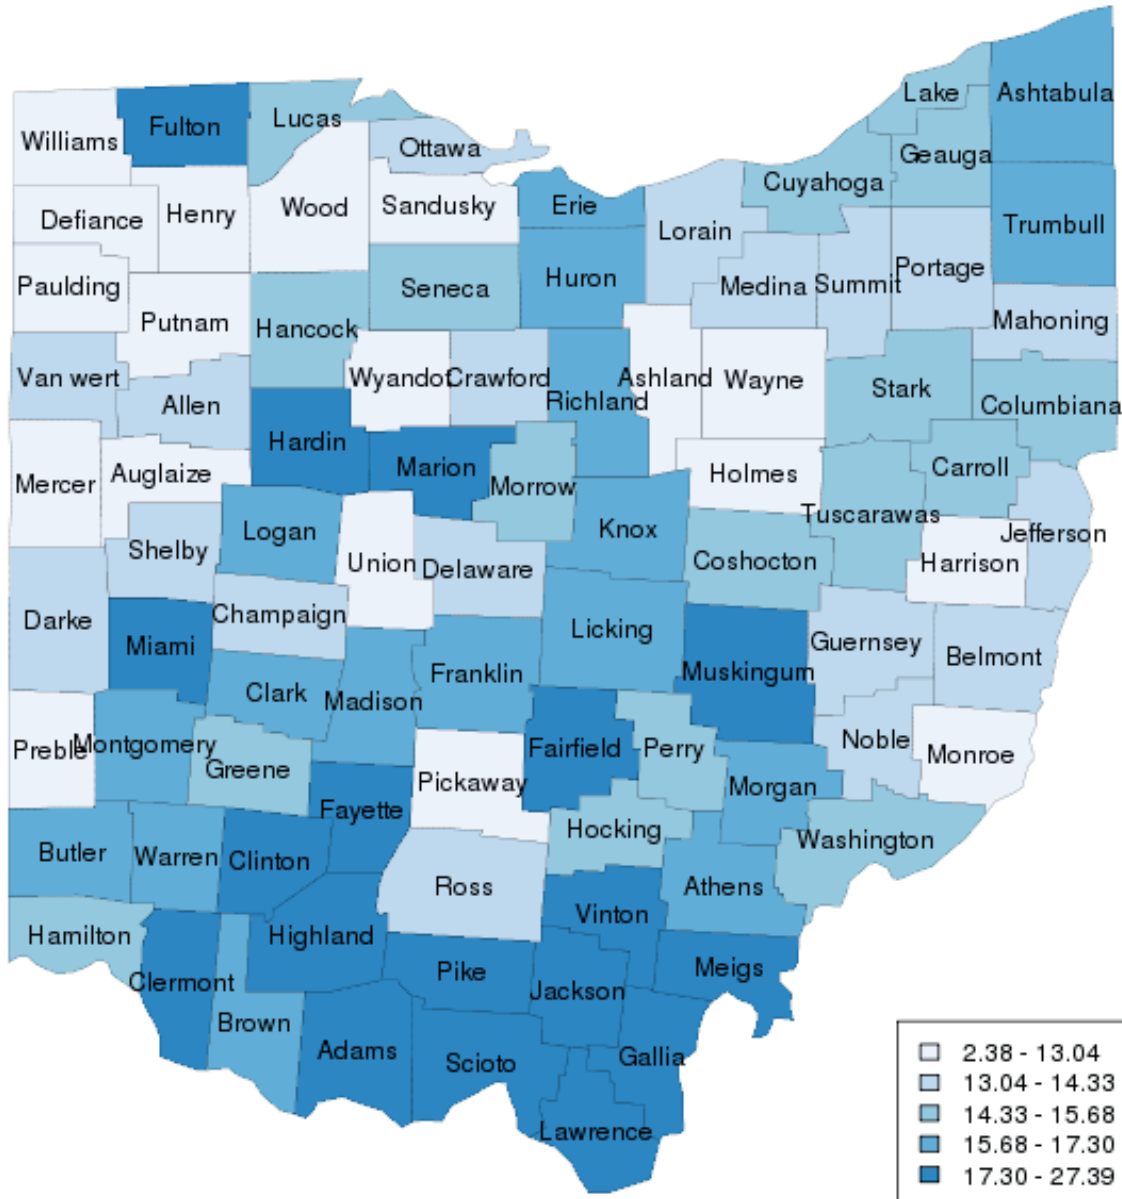 Ashtabula
Lake
Lucas
Fulton
Williams
Ottawa
Geauga
Cuyahoga
Sandusky
Erie
Wood
Henry
Defiance
Trumbull
Lorain
Huron
Portage
Medina
Summit
Seneca
Paulding
Putnam
Mahoning
Hancock
Van wert
Wyandot
Crawford
Ashland
Wayne
Stark
Richland
Allen
Columbiana
Hardin
Marion
Carroll
Auglaize
Holmes
Mercer
Morrow
Tuscarawas
Knox
Logan
Jefferson
Shelby
Union
Delaware
Coshocton
Harrison
Champaign
Darke
Licking
Miami
Guernsey
Belmont
Franklin
Muskingum
Clark
Madison
Noble
Montgomery
Preble
Fairfield
Perry
Monroe
Greene
Pickaway
Morgan
Fayette
Hocking
Washington
Butler
Warren
Clinton
Ross
Athens
Vinton
Hamilton
Highland
Meigs
Pike
Clermont
Jackson
Brown
Adams
Gallia
Scioto
Lawrence
2.38 - 13.04
13.04 - 14.33
14.33 - 15.68
15.68 - 17.30
17.30 - 27.39